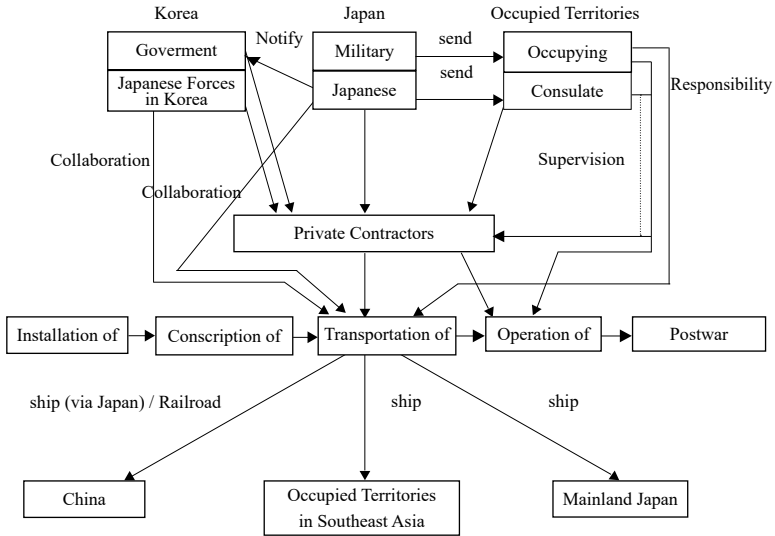 Korea
Japan
Occupied Territories
Goverment
Notify
Military
send
Occupying
Japanese Forces
in Korea
Japanese
send
Consulate
Responsibility
Collaboration
Collaboration
Supervision
Private Contractors
Installation of
Conscription of
Transportation of
Operation of
Postwar
ship (via Japan) / Railroad
ship
ship
China
Occupied Territories
in Southeast Asia
Mainland Japan